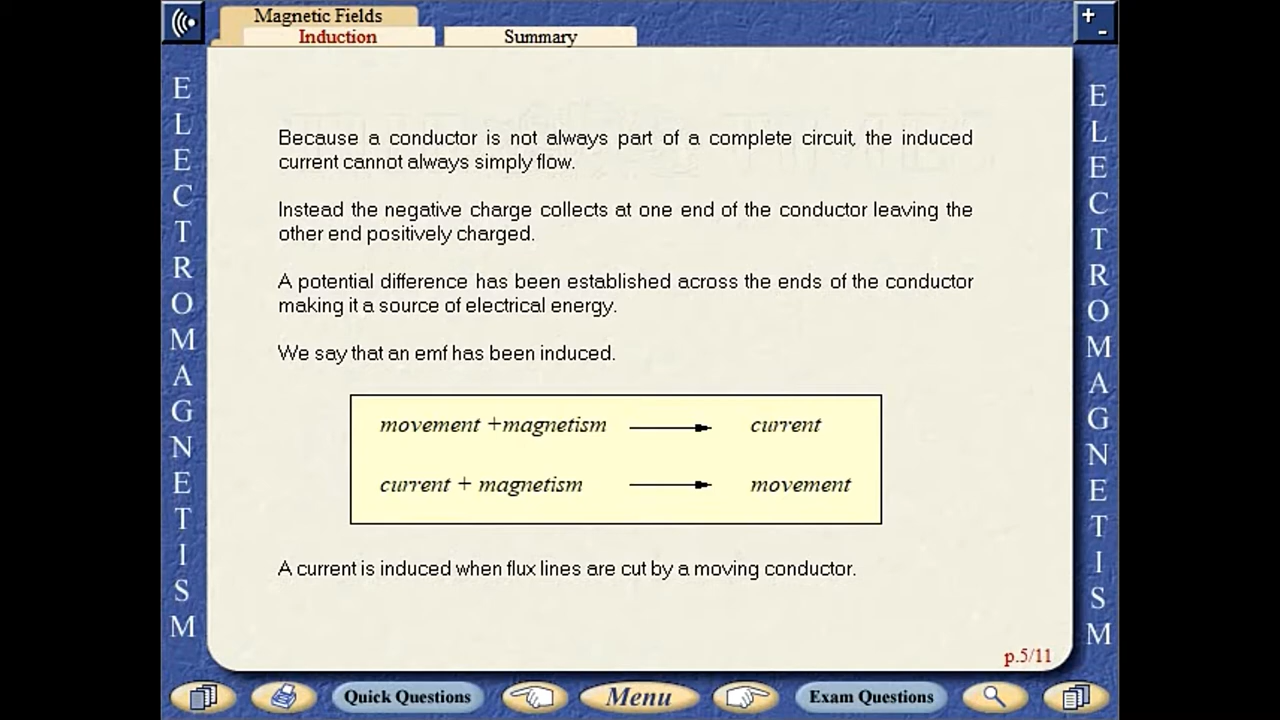 Magnetic Fields
Induction
Summary
+
-
ELECTROMAGNETISM
ELECTROMAGNETISM
Because a conductor is not always part of a complete circuit, the induced
current cannot always simply flow.
Instead the negative charge collects at one end of the conductor leaving the
other end positively charged.
A potential difference has been established across the ends of the conductor
making it a source of electrical energy.
We say that an emf has been induced.
movement +magnetism → current
current + magnetism → movement
A current is induced when flux lines are cut by a moving conductor.
p.5/11
Quick Questions
Menu
Exam Questions